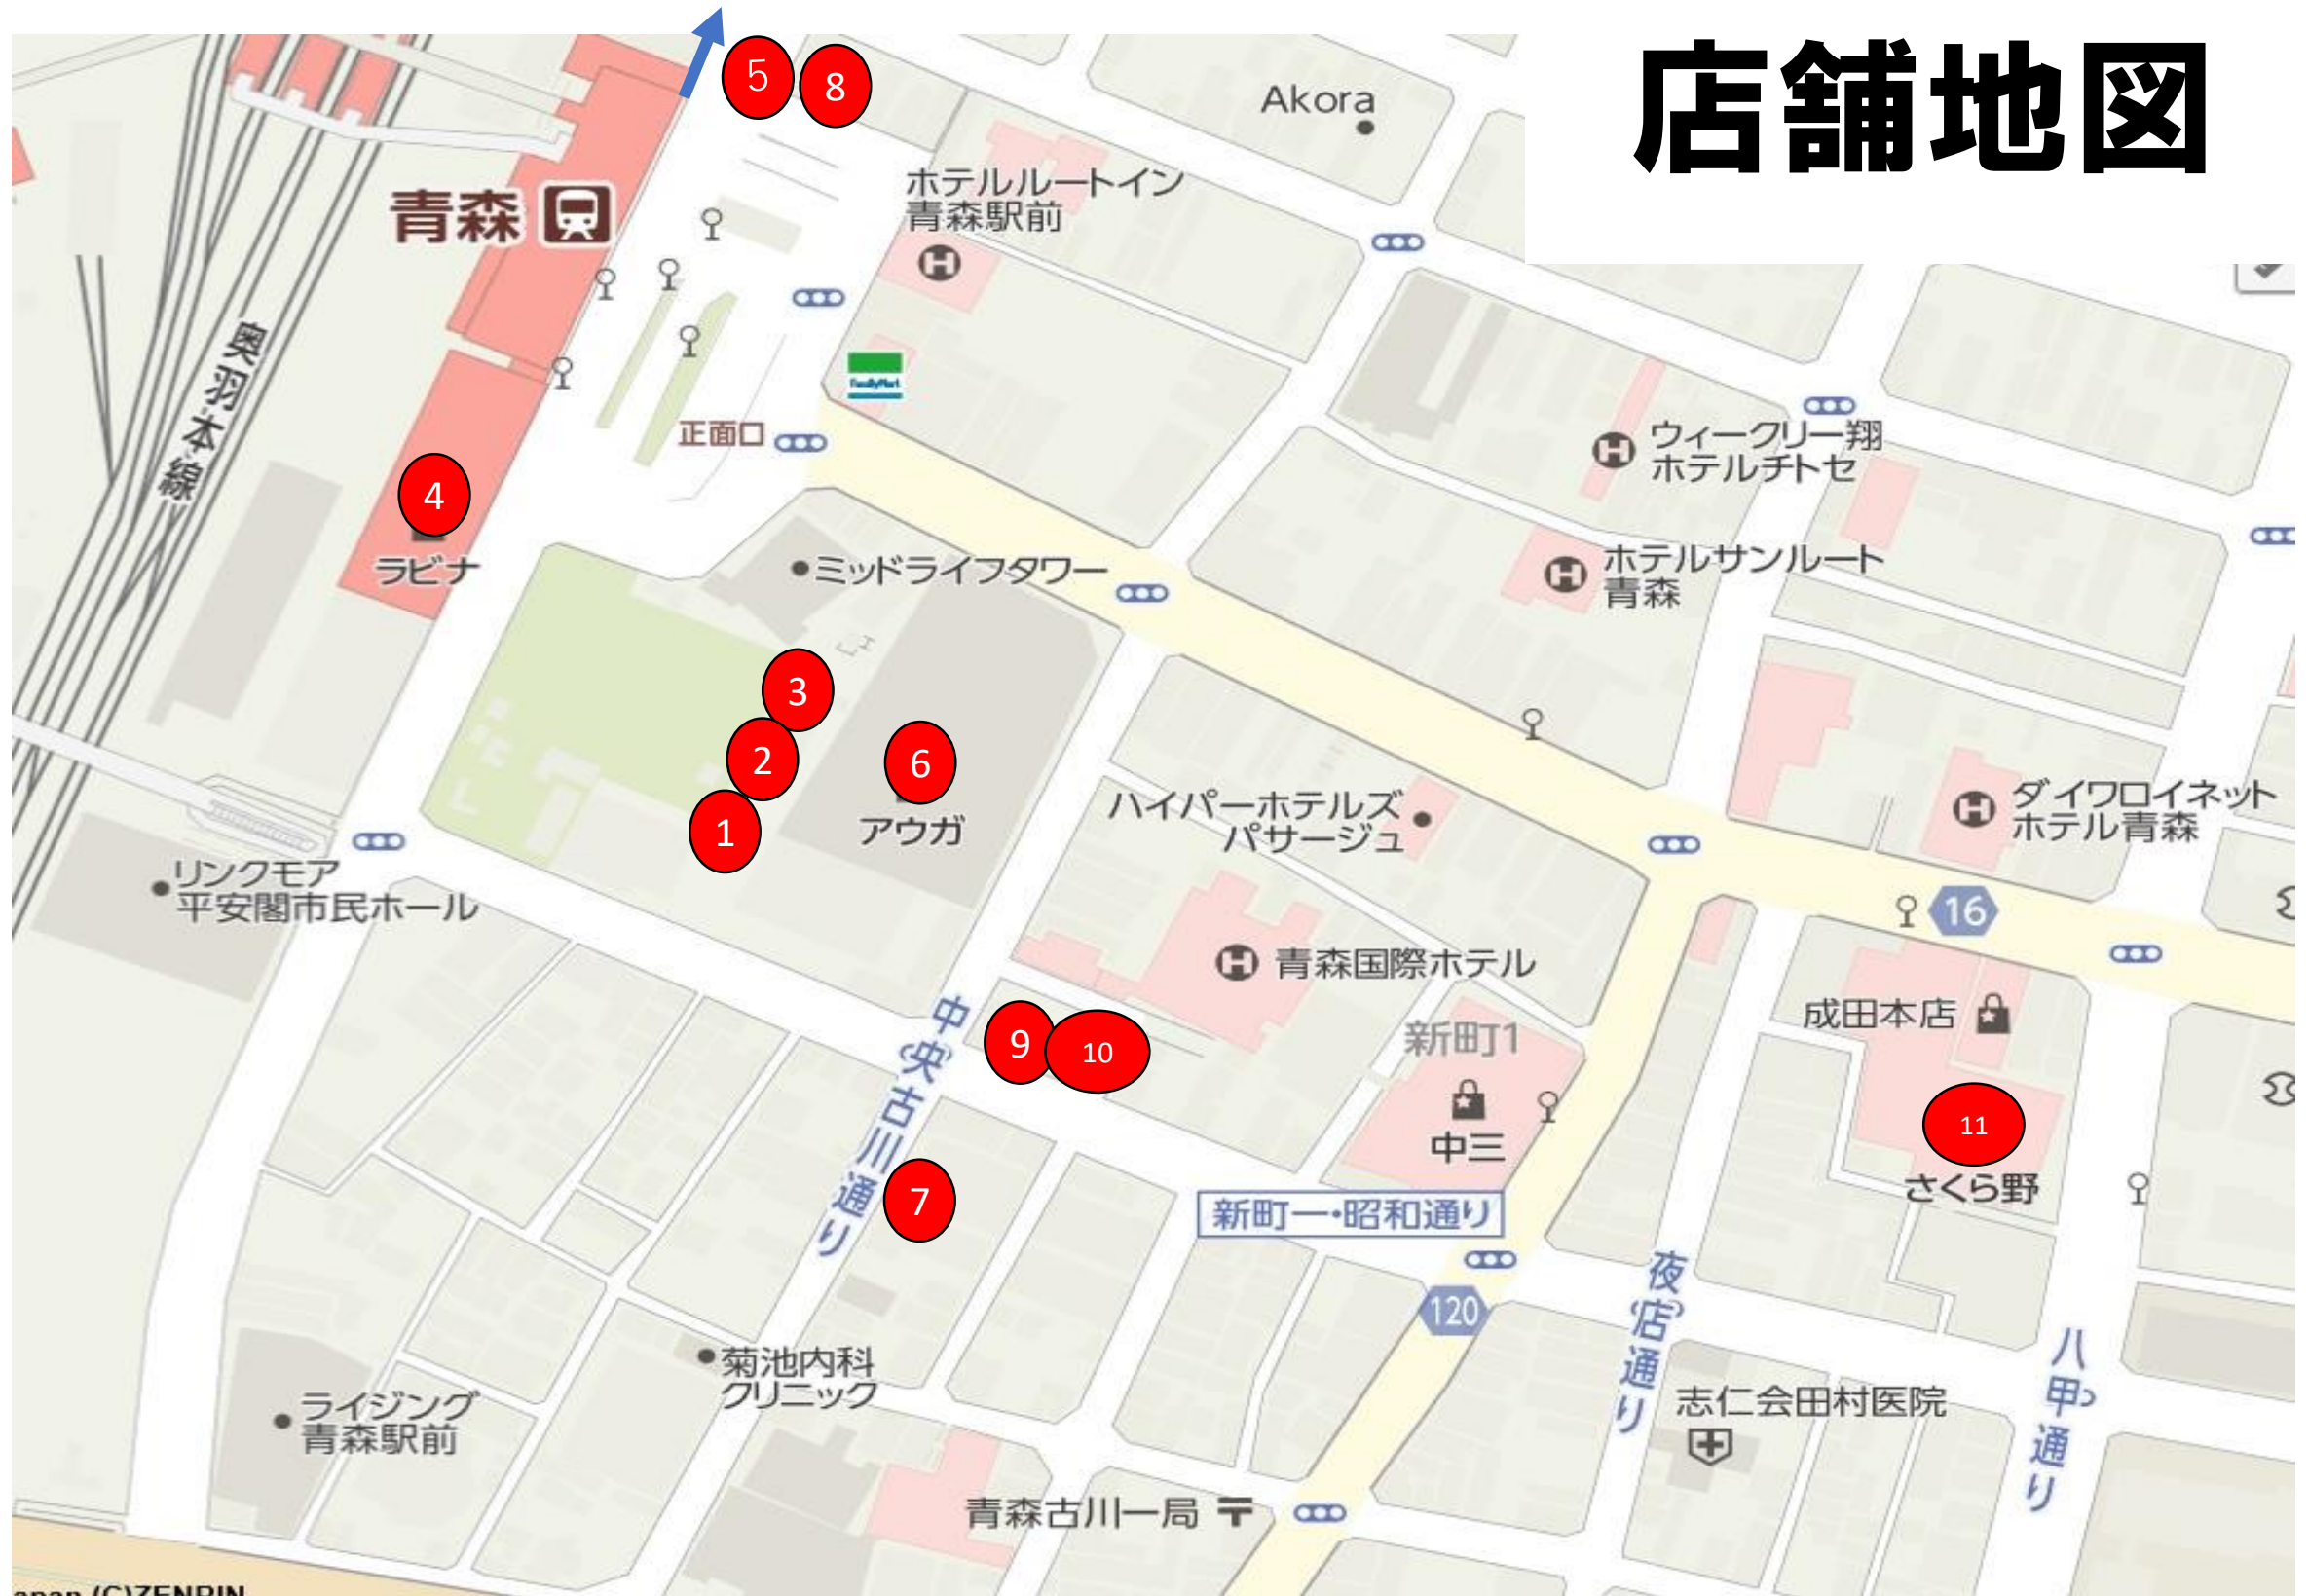 店舗地図
5
8
Akora
ホテルルートイン
青森駅前
青森
奥羽本線
FamilyMart
正面口
ウィークリー翔
ホテルチトセ
4
ラビナ
ミッドライフタワー
ホテルサンルート
青森
3
2
6
1
アウガ
ハイパーホテルズ
パサージュ
ダイワロイネット
ホテル青森
リンクモア
平安閣市民ホール
16
青森国際ホテル
成田本店
中央古川通り
9
10
新町1
中三
11
さくら野
7
新町一・昭和通り
120
夜店通り
八甲通り
菊池内科
クリニック
ライジング
青森駅前
志仁会田村医院
青森古川一局
(C)ZENRIN